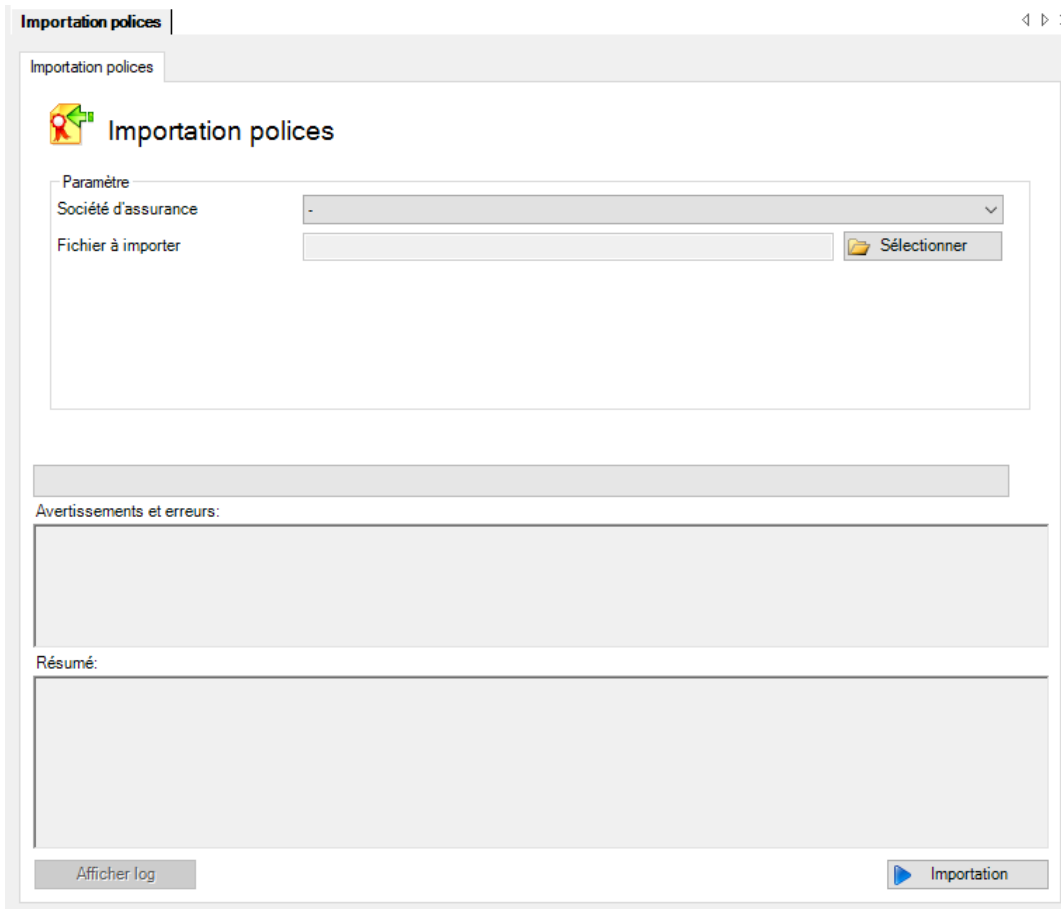 Importation polices
Importation polices
Importation polices
Paramètre
Société d'assurance -
Fichier à importer Sélectionner
Avertissements et erreurs:
Résumé:
Afficher log Importation